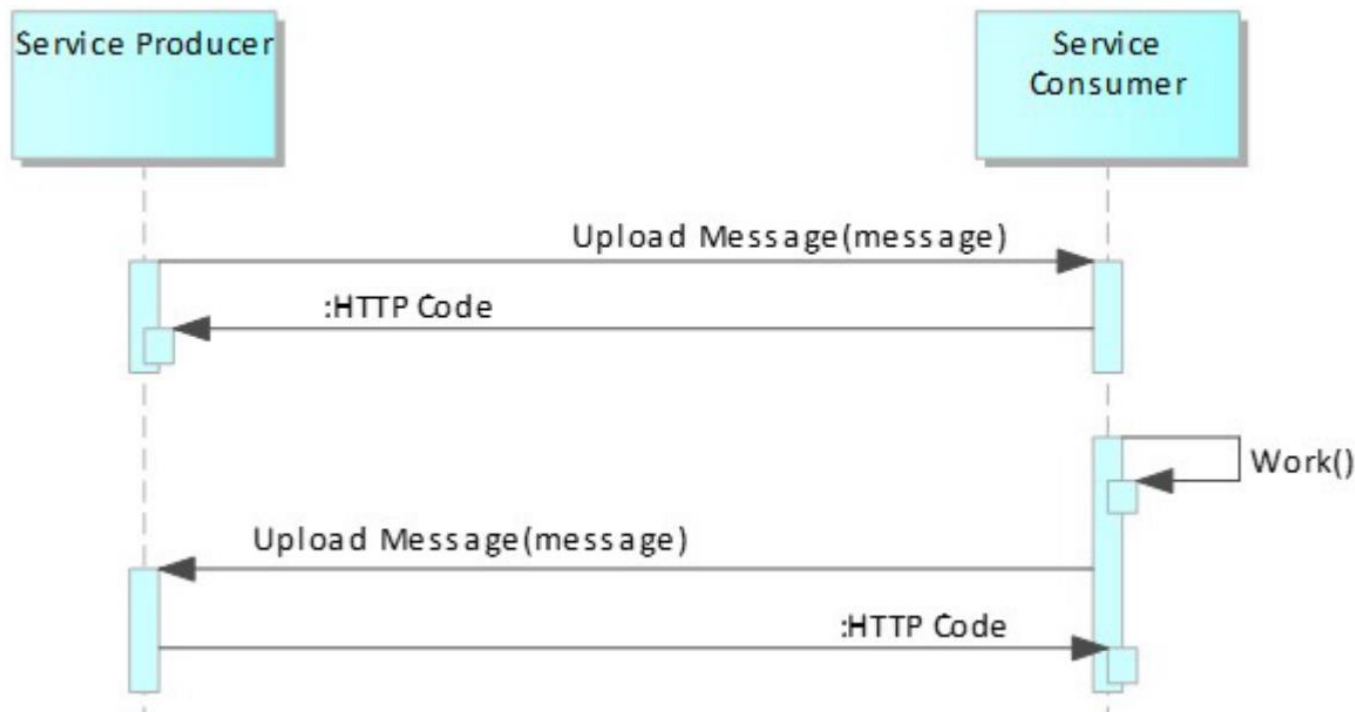 Service Producer
Service
Consumer
Upload Message(message)
:HTTP Code
Work()
Upload Message(message)
:HTTP Code